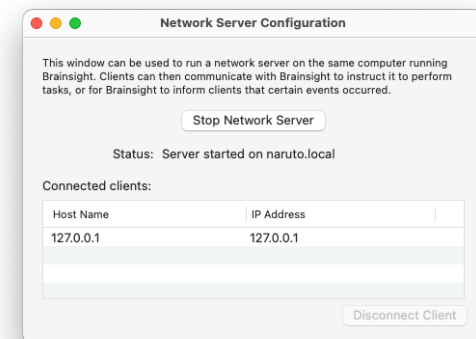 Network Server Configuration
This window can be used to run a network server on the same computer running
Brainsight. Clients can then communicate with Brainsight to instruct it to perform
tasks, or for Brainsight to inform clients that certain events occurred.
Stop Network Server
Status: Server started on naruto.local
Connected clients:
Host Name IP Address
127.0.0.1 127.0.0.1
Disconnect Client